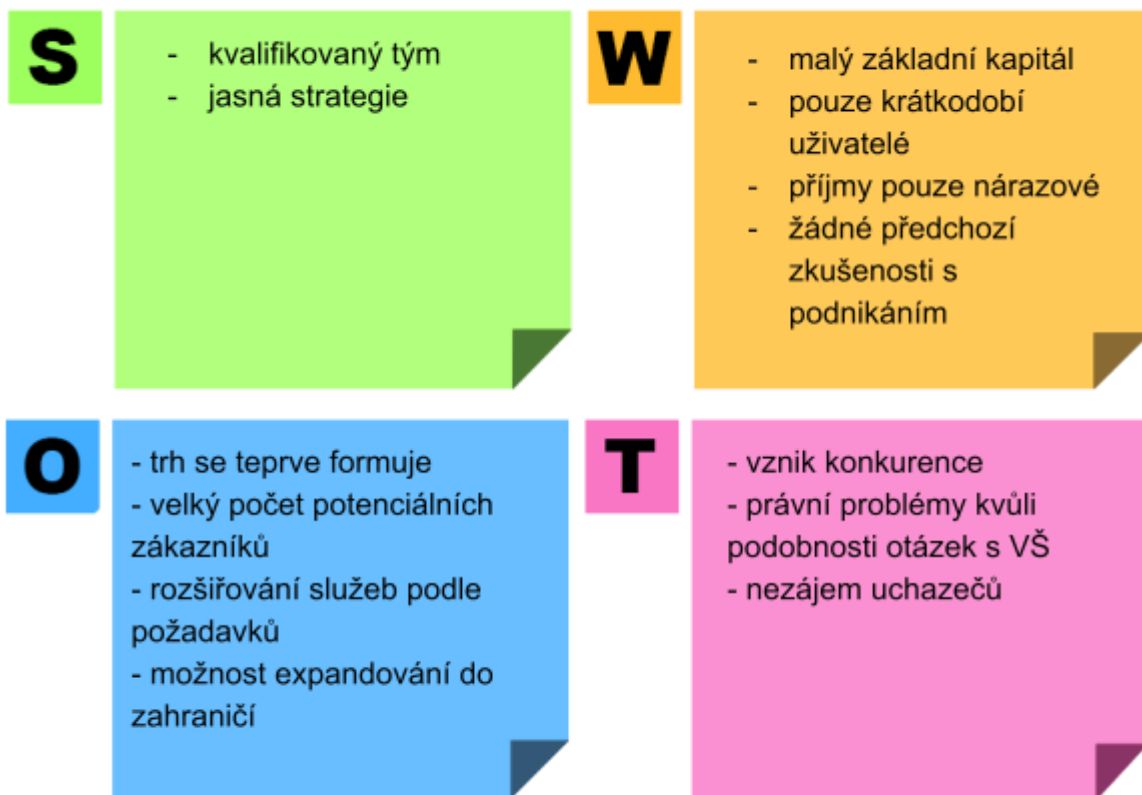 S
- kvalifikovaný tým
- jasná strategie
W
- malý základní kapitál
- pouze krátkodobí
uživatelé
- příjmy pouze nárazové
- žádné předchozí
zkušenosti s
podnikáním
O
- trh se teprve formuje
- velký počet potenciálních
zákazníků
- rozšiřování služeb podle
požadavků
- možnost expandování do
zahraničí
T
- vznik konkurence
- právní problémy kvůli
podobnosti otázek s VŠ
- nezájem uchazečů